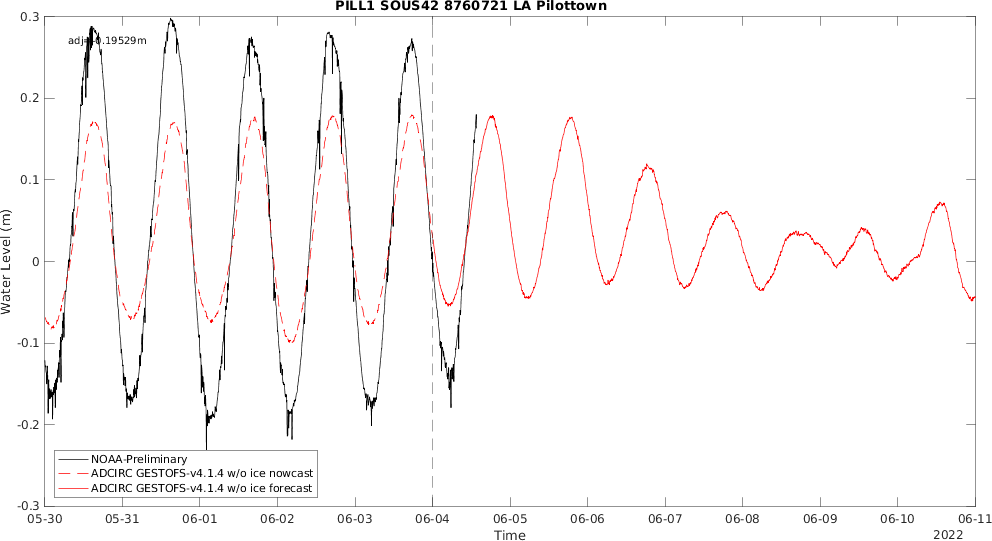 PILL1 SOUS42 8760721 LA Pilottown
0.3
0.2
0.1
0
-0.1
-0.2
-0.3
Water Level (m)
NOAA-Preliminary
ADCIRC GESTOFS-v4.1.4 w/o ice nowcast
ADCIRC GESTOFS-v4.1.4 w/o ice forecast
05-30 05-31 06-01 06-02 06-03 06-04 06-05 06-06 06-07 06-08 06-09 06-10 06-11
Time
2022